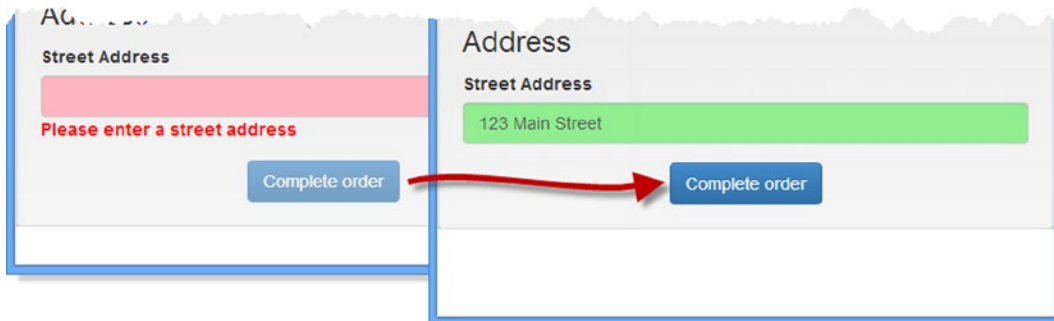 Street Address
Please enter a street address
Complete order
Address
Street Address
123 Main Street
Complete order